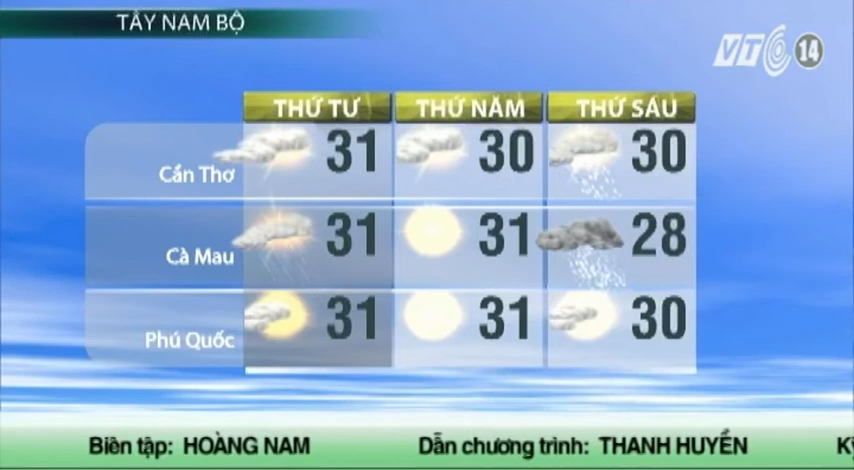 TÂY NAM BỘ
VTC 14
THỨ TƯ THỨ NĂM THỨ SÁU
Cần Thơ 31 30 30
Cà Mau 31 31 28
Phú Quốc 31 31 30
Biên tập: HOÀNG NAM Dẫn chương trình: THANH HUYỀN